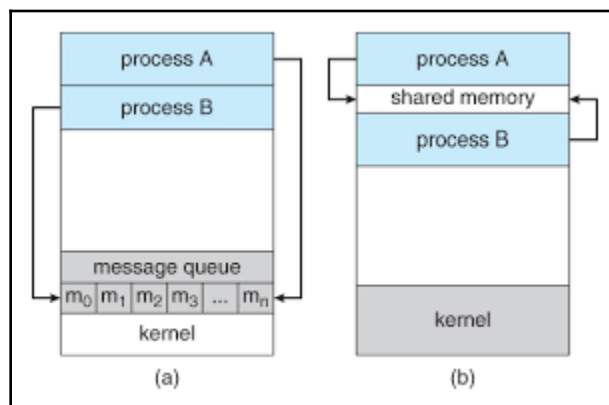 process A
process B
message queue
m0 m1 m2 m3 ... mn
kernel
(a)
process A
shared memory
process B
kernel
(b)